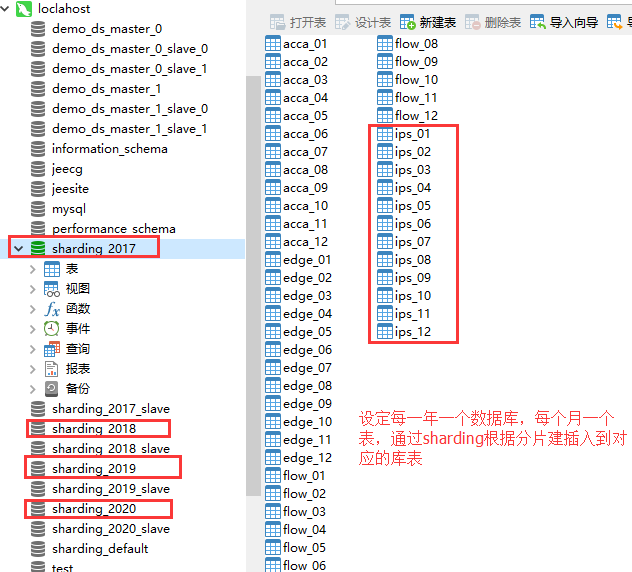 loclahost
demo_ds_master_0
demo_ds_master_0_slave_0
demo_ds_master_0_slave_1
demo_ds_master_1
demo_ds_master_1_slave_0
demo_ds_master_1_slave_1
information_schema
jeecg
jeesite
mysql
performance_schema
sharding_2017
表
视图
函数
事件
查询
报表
备份
sharding_2017_slave
sharding_2018
sharding_2018_slave
sharding_2019
sharding_2019_slave
sharding_2020
sharding_2020_slave
sharding_default
test
打开表 设计表 新建表 删除表 导入向导
acca_01
acca_02
acca_03
acca_04
acca_05
acca_06
acca_07
acca_08
acca_09
acca_10
acca_11
acca_12
edge_01
edge_02
edge_03
edge_04
edge_05
edge_06
edge_07
edge_08
edge_09
edge_10
edge_11
edge_12
flow_01
flow_02
flow_03
flow_04
flow_05
flow_06
flow_08
flow_09
flow_10
flow_11
flow_12
ips_01
ips_02
ips_03
ips_04
ips_05
ips_06
ips_07
ips_08
ips_09
ips_10
ips_11
ips_12
设定每一年一个数据库，每个月一个
表，通过sharding根据分片建插入到对
应的库表